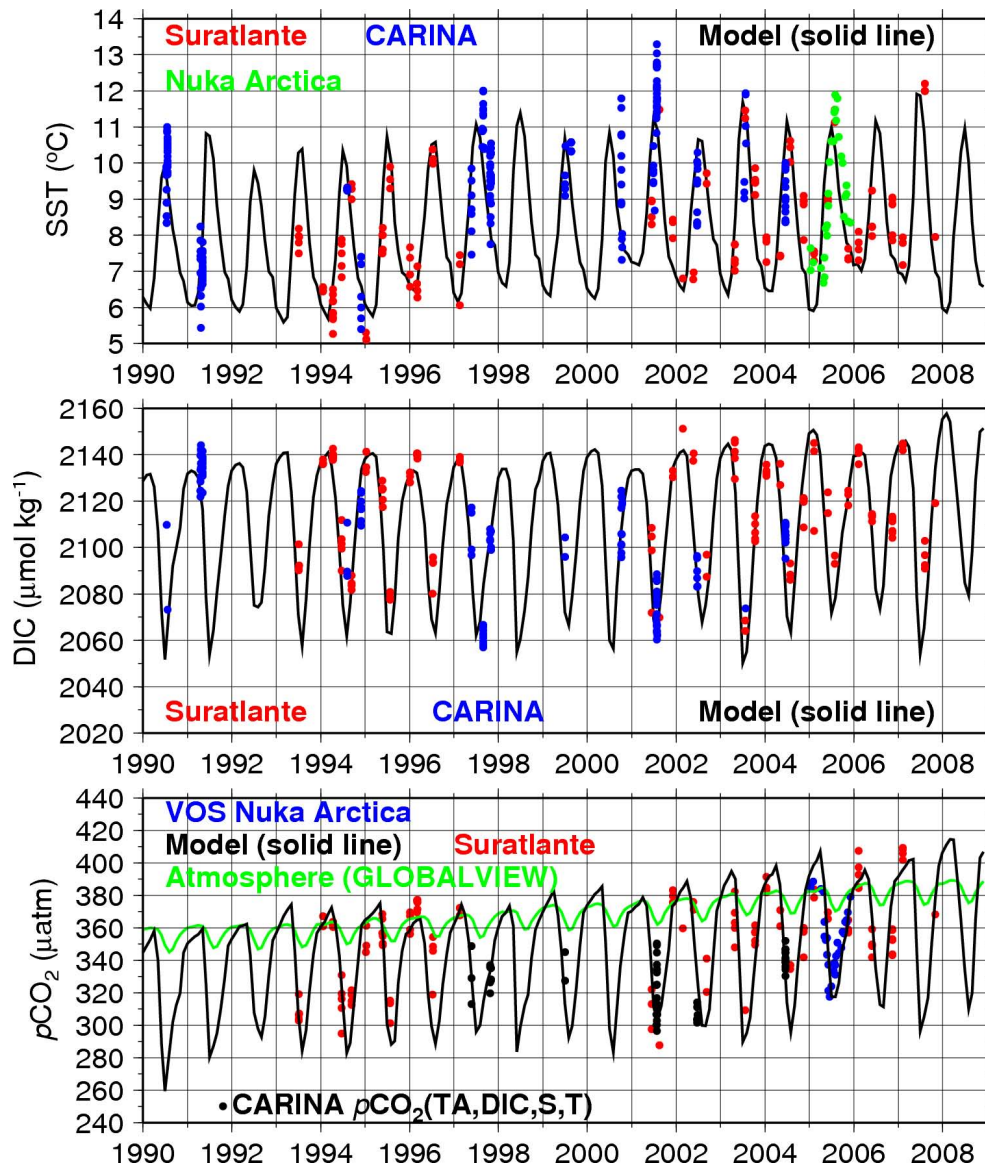 14
13
12
11
10
9
8
7
6
5
SST (°C)
Suratlante CARINA Model (solid line)
Nuka Arctica
1990 1992 1994 1996 1998 2000 2002 2004 2006 2008
2160
2140
2120
2100
2080
2060
2040
2020
DIC (µmol kg⁻¹)
Suratlante CARINA Model (solid line)
1990 1992 1994 1996 1998 2000 2002 2004 2006 2008
440
420
400
380
360
340
320
300
280
260
240
pCO₂ (µatm)
VOS Nuka Arctica
Model (solid line) Suratlante
Atmosphere (GLOBALVIEW)
CARINA pCO₂(TA,DIC,S,T)
1990 1992 1994 1996 1998 2000 2002 2004 2006 2008